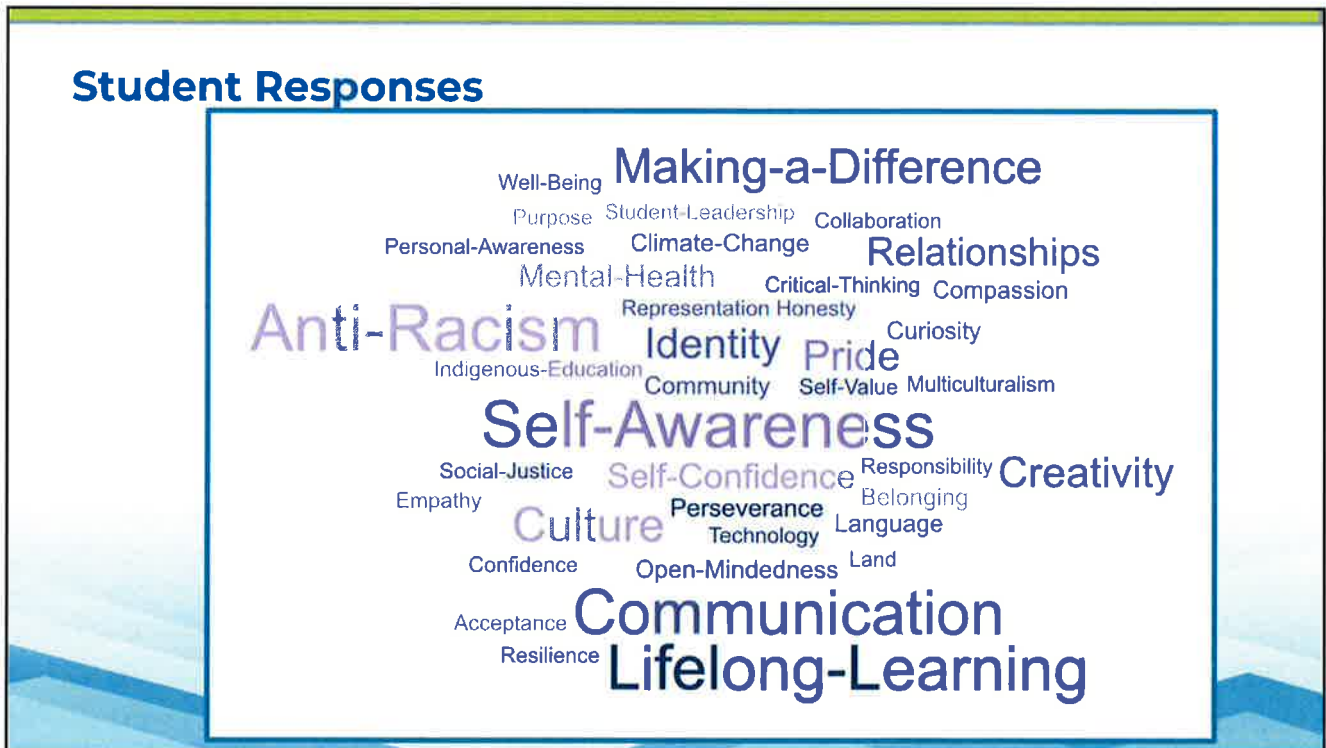 Student Responses
Well-Being Making-a-Difference
Purpose Student-Leadership Collaboration
Personal-Awareness Climate-Change Relationships
Mental-Health Critical-Thinking Compassion
Representation Honesty
Anti-Racism Identity Pride Curiosity
Indigenous-Education Community Self-Value Multiculturalism
Self-Awareness
Social-Justice Self-Confidence Responsibility Creativity
Empathy Belonging
Culture Perseverance Language
Technology
Confidence Open-Mindedness Land
Acceptance Communication
Resilience Lifelong-Learning